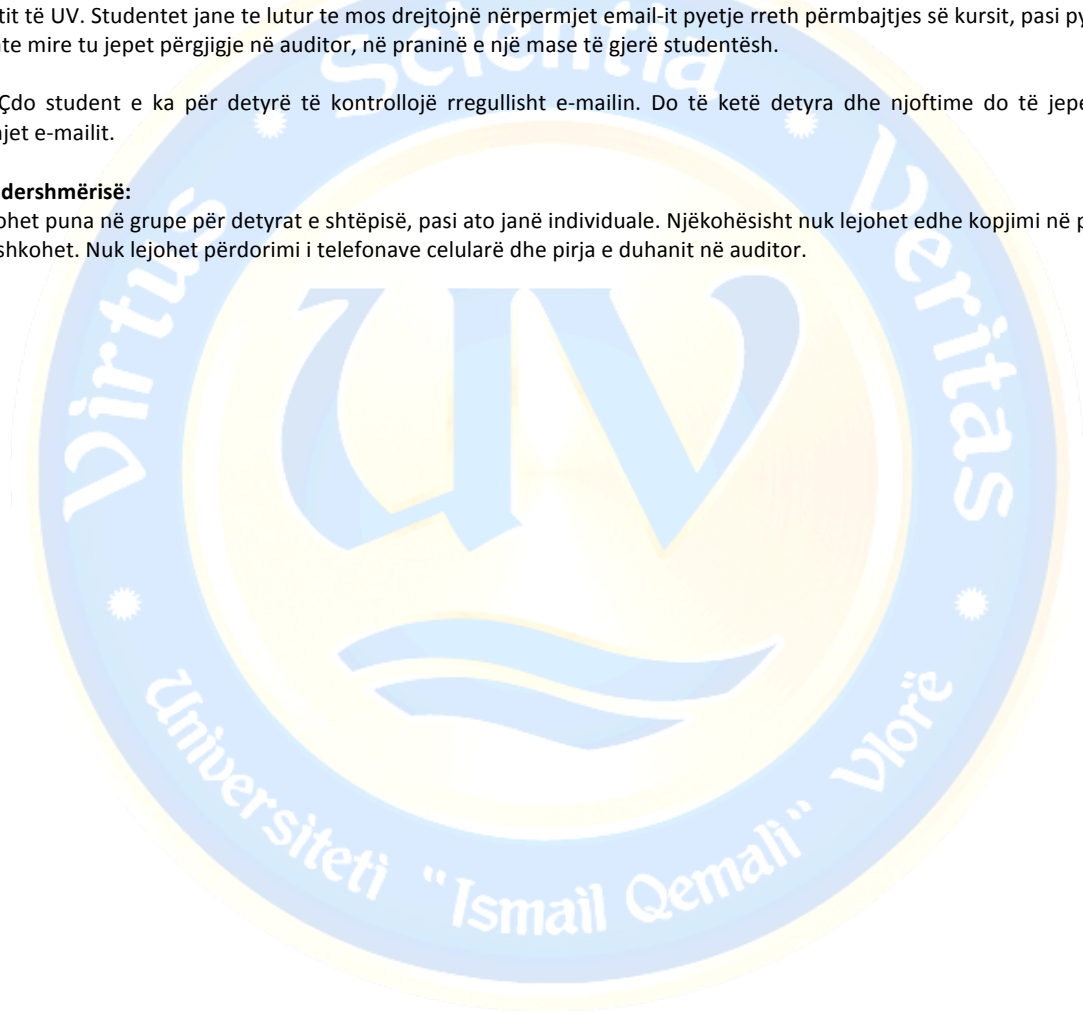 tit të UV. Studentet jane te lutur te mos drejtojnë nërpermjet email-it pyetje rreth përmbajtjes së kursit, pasi py
te mire tu jepet përgjigje në auditor, në praninë e një mase të gjerë studentësh.
Çdo student e ka për detyrë të kontrollojë rregullisht e-mailin. Do të ketë detyra dhe njoftime do të jepe
jet e-mailit.
dershmërisë:
ohet puna në grupe për detyrat e shtëpisë, pasi ato janë individuale. Njëkohësisht nuk lejohet edhe kopjimi në p
shkohet. Nuk lejohet përdorimi i telefonave celularë dhe pirja e duhanit në auditor.
Virtus Scientia Veritas
UV
Universiteti "Ismail Qemali" Vlorë